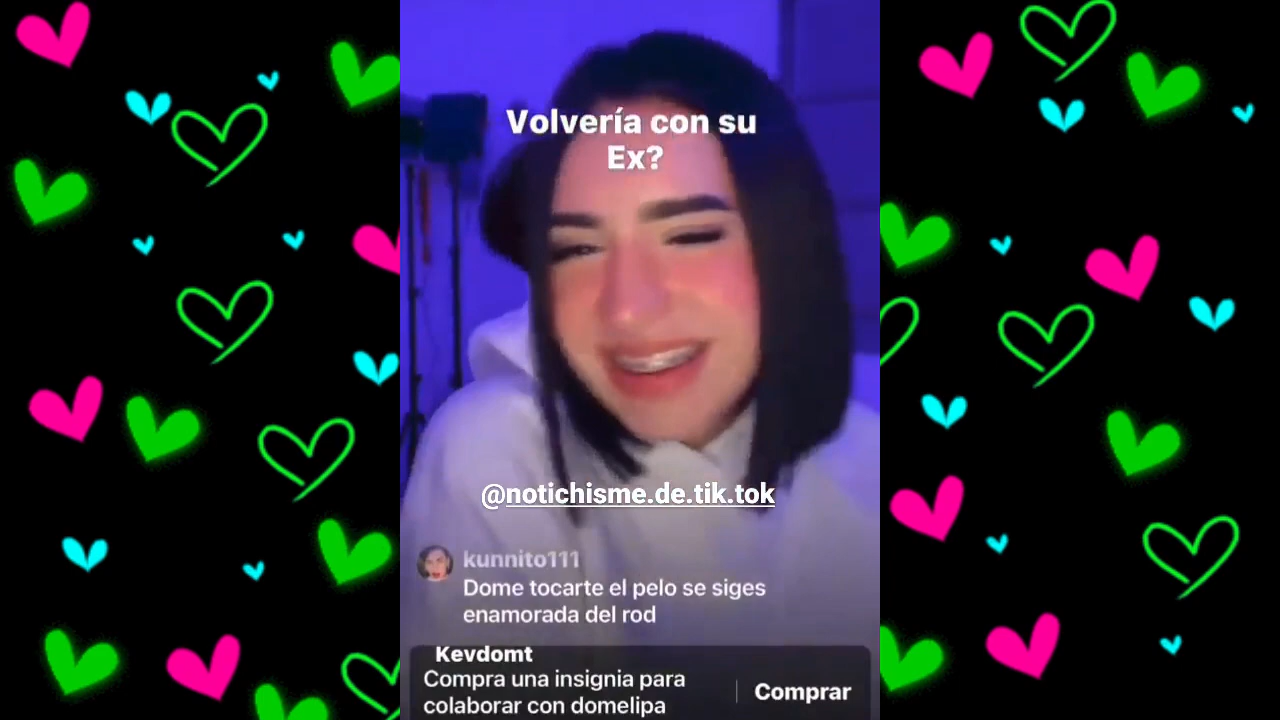 Volvería con su
Ex?
@notichisme.de.tik.tok
kunnito111
Dome tocarte el pelo se siges
enamorada del rod
Kevdomt
Compra una insignia para
colaborar con domelipa
Comprar